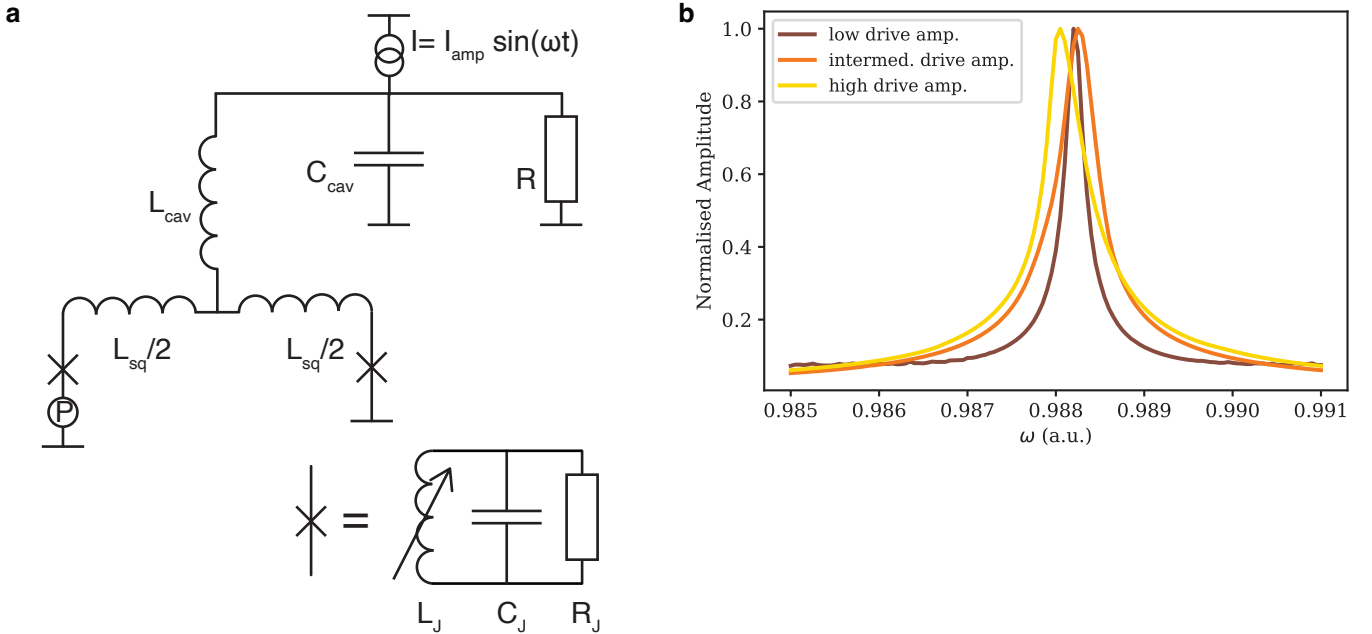 a
I= I_amp sin(ωt)
L_cav
C_cav
R
L_sq/2
L_sq/2
P
=
L_J
C_J
R_J
b
Normalised Amplitude
1.0
0.8
0.6
0.4
0.2
low drive amp.
intermed. drive amp.
high drive amp.
0.985 0.986 0.987 0.988 0.989 0.990 0.991
ω (a.u.)